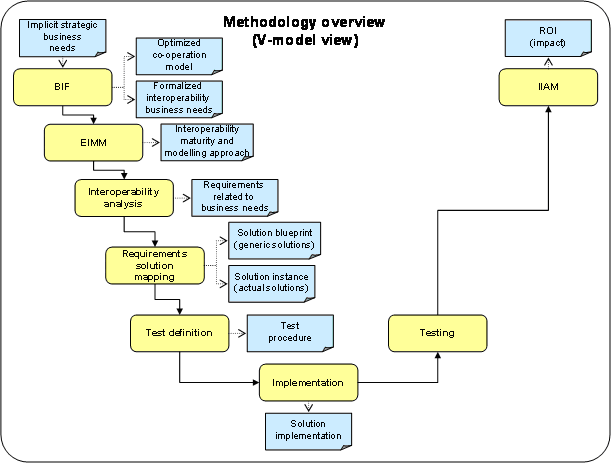 Methodology overview
(V-model view)
Implicit strategic
business
needs
Optimized
co-operation
model
ROI
(impact)
BIF
Formalized
interoperability
business needs
IIAM
EIMM
Interoperability
maturity and
modelling approach
Interoperability
analysis
Requirements
related to
business needs
Solution blueprint
(generic solutions)
Requirements
solution
mapping
Solution instance
(actual solutions)
Test definition
Test
procedure
Testing
Implementation
Solution
implementation